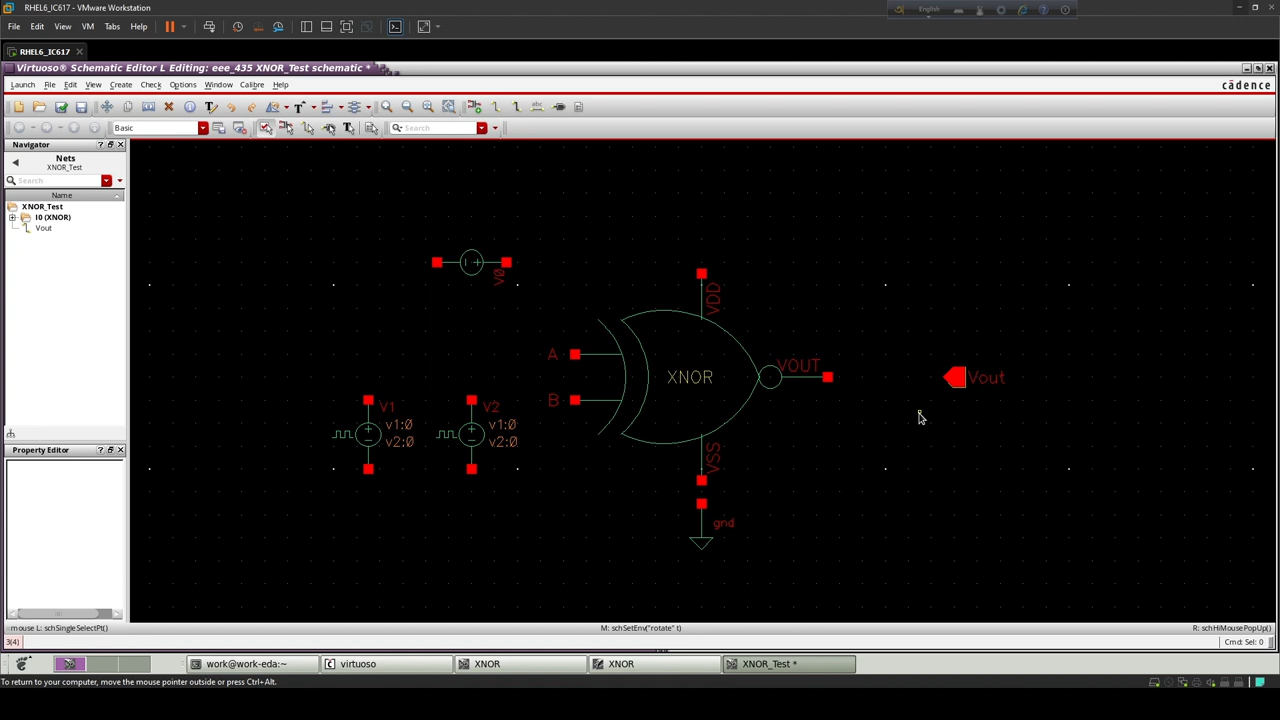 RHEL6_IC617 - VMware Workstation
English
File Edit View VM Tabs Help
RHEL6_IC617
Virtuoso® Schematic Editor L Editing: eee_435 XNOR_Test schematic *
Launch File Edit View Create Check Options Window Calibre Help
cādence
Basic
Search
Navigator
Nets
XNOR_Test
Search
Name
XNOR_Test
I0 (XNOR)
Vout
Property Editor
V0
VDD
A
VOUT
XNOR
Vout
B
V1
v1:0
v2:0
V2
v1:0
v2:0
VSS
gnd
mouse L: schSingleSelectPt()
M: schSetEnv("rotate" t)
R: schHiMousePopUp()
3(4)
Cmd: Sel: 0
work@work-eda:~
virtuoso
XNOR
XNOR
XNOR_Test *
To return to your computer, move the mouse pointer outside or press Ctrl+Alt.